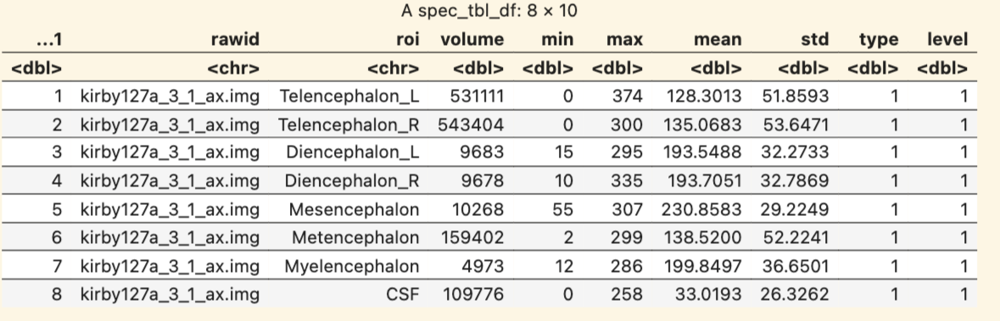 A spec_tbl_df: 8 × 10
...1 rawid roi volume min max mean std type level
<dbl> <chr> <chr> <dbl> <dbl> <dbl> <dbl> <dbl> <dbl> <dbl>
1 kirby127a_3_1_ax.img Telencephalon_L 531111 0 374 128.3013 51.8593 1 1
2 kirby127a_3_1_ax.img Telencephalon_R 543404 0 300 135.0683 53.6471 1 1
3 kirby127a_3_1_ax.img Diencephalon_L 9683 15 295 193.5488 32.2733 1 1
4 kirby127a_3_1_ax.img Diencephalon_R 9678 10 335 193.7051 32.7869 1 1
5 kirby127a_3_1_ax.img Mesencephalon 10268 55 307 230.8583 29.2249 1 1
6 kirby127a_3_1_ax.img Metencephalon 159402 2 299 138.5200 52.2241 1 1
7 kirby127a_3_1_ax.img Myelencephalon 4973 12 286 199.8497 36.6501 1 1
8 kirby127a_3_1_ax.img CSF 109776 0 258 33.0193 26.3262 1 1